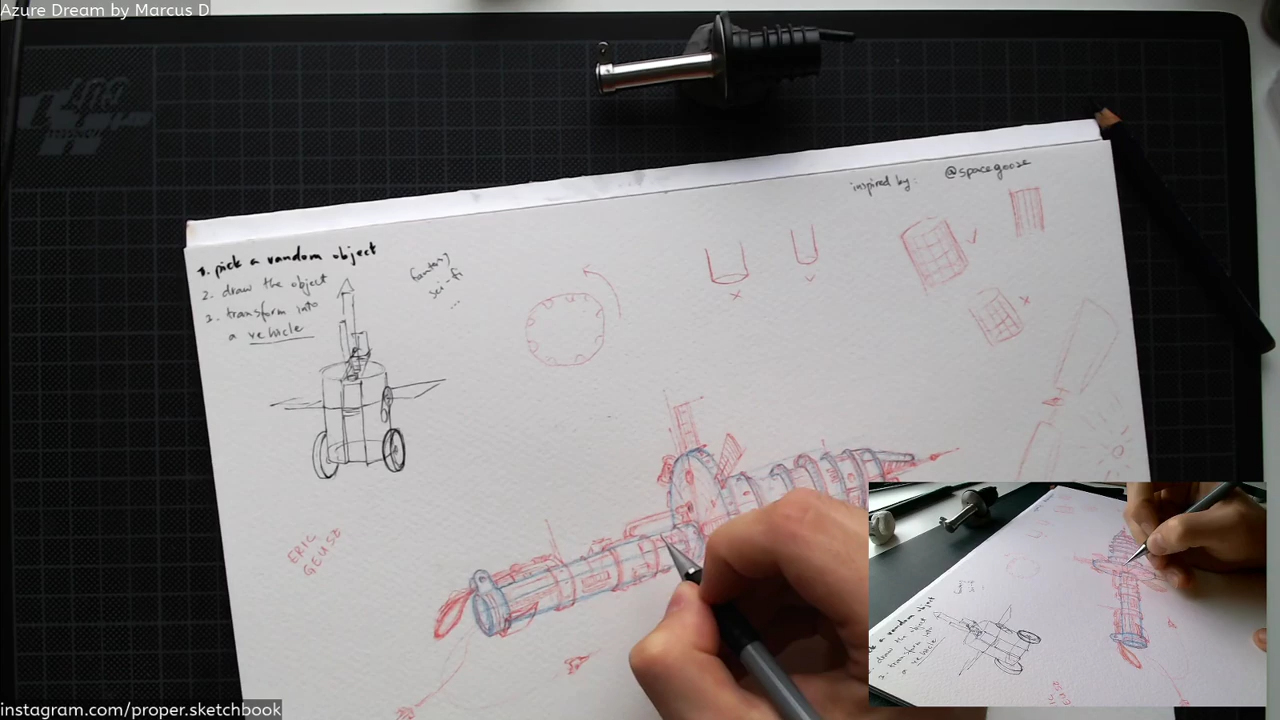 Azure Dream by Marcus D
inspired by: @spacegooze
1. pick a random object
2. draw the object
3. transform into
a vehicle
fantasy
sci-fi
...
ERIC
GEUSZ
instagram.com/proper.sketchbook